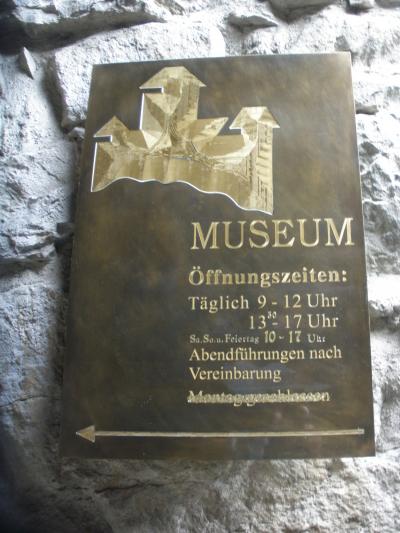 MUSEUM
Öffnungszeiten:
Täglich 9 - 12 Uhr
13³⁰ - 17 Uhr
Sa. So. u. Feiertag 10 - 17 Uhr
Abendführungen nach
Vereinbarung
Montag geschlossen